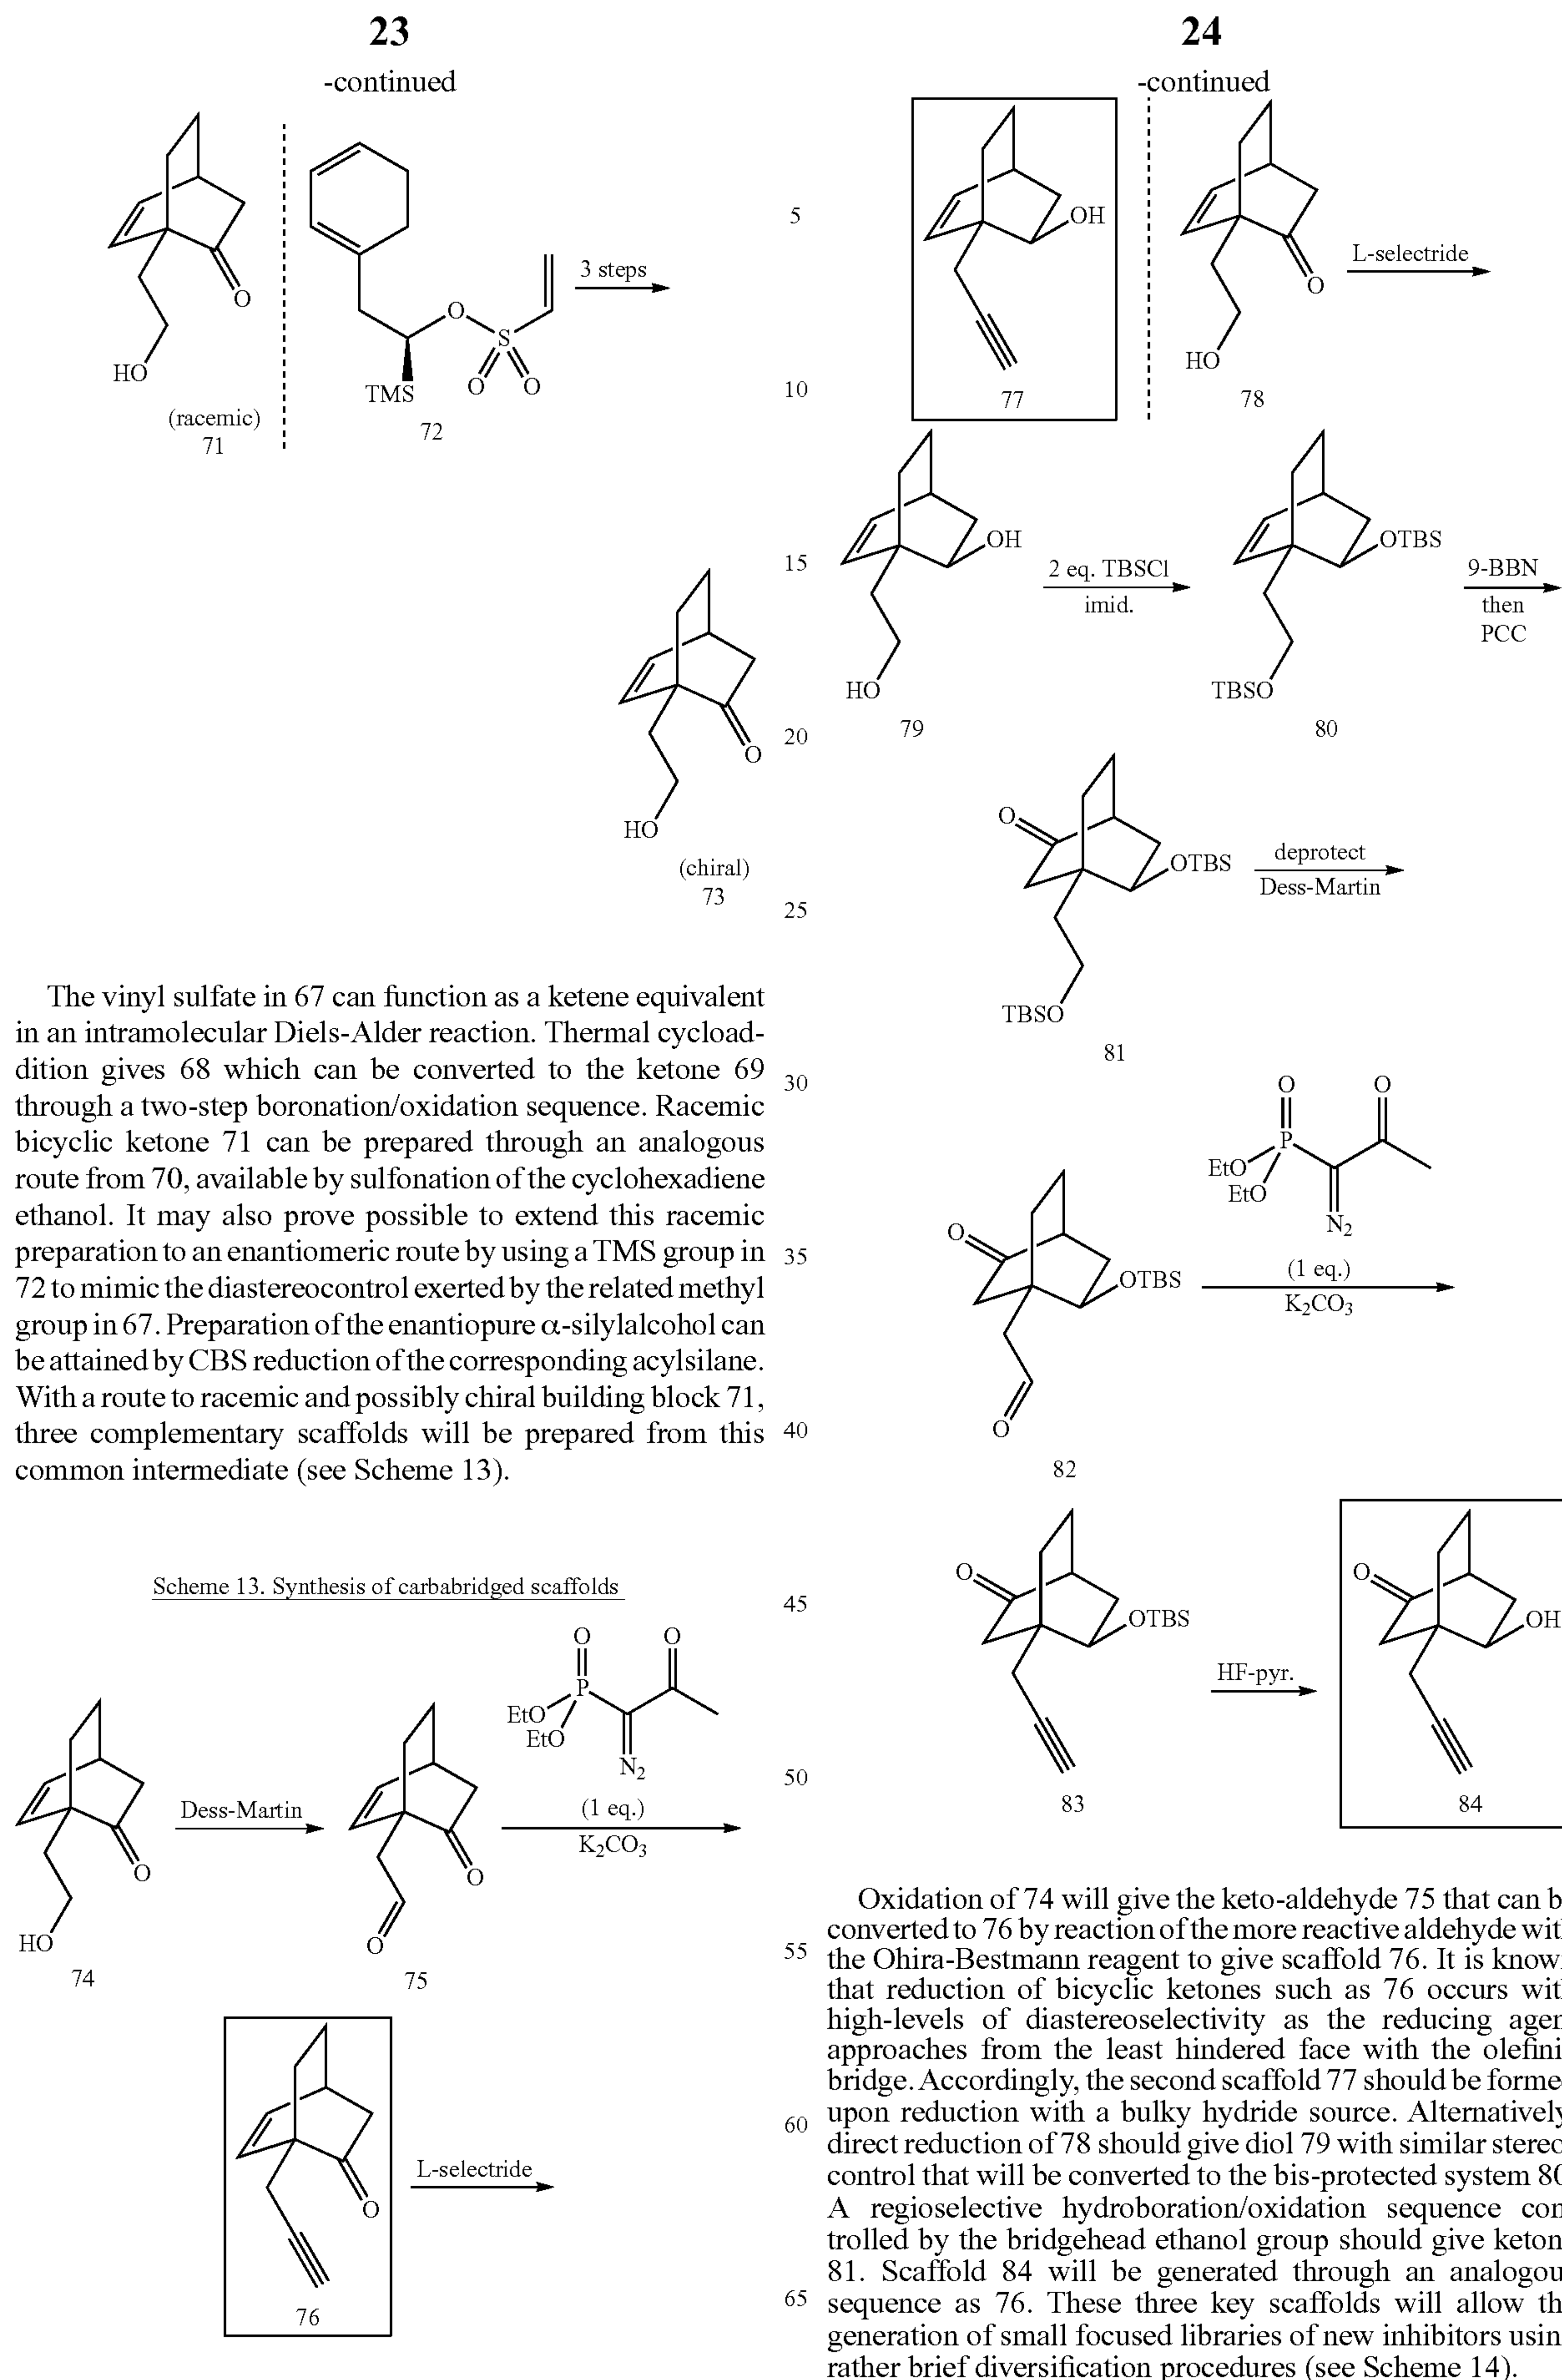 23
-continued
O
HO
(racemic)
71
O
S
O O
TMS
72
3 steps
O
HO
(chiral)
73
The vinyl sulfate in 67 can function as a ketene equivalent
in an intramolecular Diels-Alder reaction. Thermal cycload-
dition gives 68 which can be converted to the ketone 69
through a two-step boronation/oxidation sequence. Racemic
bicyclic ketone 71 can be prepared through an analogous
route from 70, available by sulfonation of the cyclohexadiene
ethanol. It may also prove possible to extend this racemic
preparation to an enantiomeric route by using a TMS group in
72 to mimic the diastereocontrol exerted by the related methyl
group in 67. Preparation of the enantiopure α-silylalcohol can
be attained by CBS reduction of the corresponding acylsilane.
With a route to racemic and possibly chiral building block 71,
three complementary scaffolds will be prepared from this
common intermediate (see Scheme 13).
Scheme 13. Synthesis of carbabridged scaffolds
O
HO
74
Dess-Martin
O
O
75
O O
P
EtO
EtO
N2
(1 eq.)
K2CO3
O
76
L-selectride
5
10
15
20
25
30
35
40
45
50
55
60
65
24
-continued
OH
77
O
HO
78
L-selectride
OH
HO
79
2 eq. TBSCl
imid.
OTBS
TBSO
80
9-BBN
then
PCC
O
OTBS
TBSO
81
deprotect
Dess-Martin
O
OTBS
O
82
O O
P
EtO
EtO
N2
(1 eq.)
K2CO3
O
OTBS
83
HF-pyr.
O
OH
84
Oxidation of 74 will give the keto-aldehyde 75 that can b
converted to 76 by reaction of the more reactive aldehyde wit
the Ohira-Bestmann reagent to give scaffold 76. It is know
that reduction of bicyclic ketones such as 76 occurs wit
high-levels of diastereoselectivity as the reducing agen
approaches from the least hindered face with the olefini
bridge. Accordingly, the second scaffold 77 should be forme
upon reduction with a bulky hydride source. Alternatively
direct reduction of 78 should give diol 79 with similar stereo
control that will be converted to the bis-protected system 80
A regioselective hydroboration/oxidation sequence con
trolled by the bridgehead ethanol group should give keton
81. Scaffold 84 will be generated through an analogou
sequence as 76. These three key scaffolds will allow th
generation of small focused libraries of new inhibitors usin
rather brief diversification procedures (see Scheme 14).